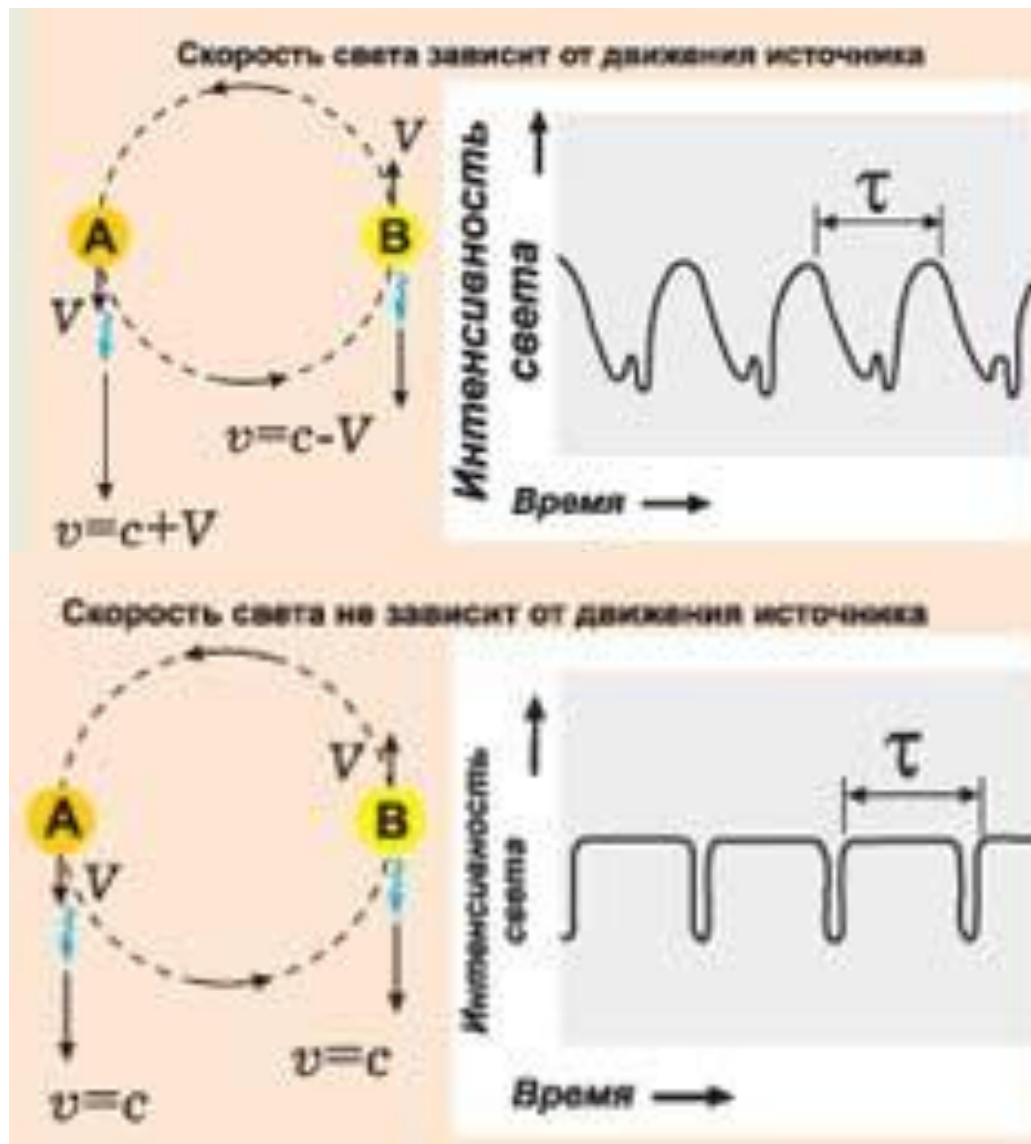 Скорость света зависит от движения источника
V
A
B
V
v=c-V
v=c+V
Интенсивность
света
τ
Время
Скорость света не зависит от движения источника
V
A
B
V
v=c
v=c
Интенсивность
света
τ
Время